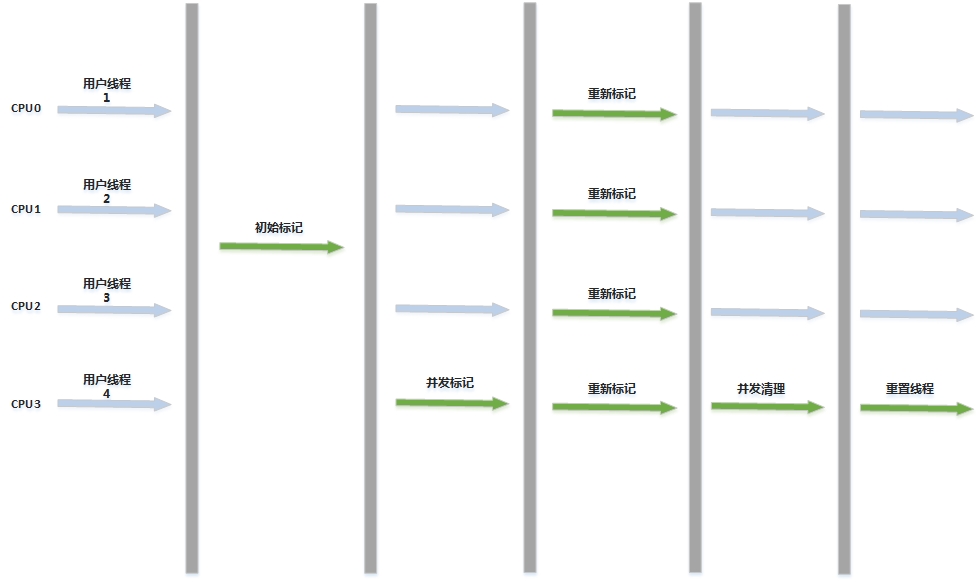 用户线程
1
CPU0
重新标记
用户线程
2
CPU1
重新标记
初始标记
用户线程
3
CPU2
重新标记
用户线程
4
CPU3
并发标记
重新标记
并发清理
重置线程